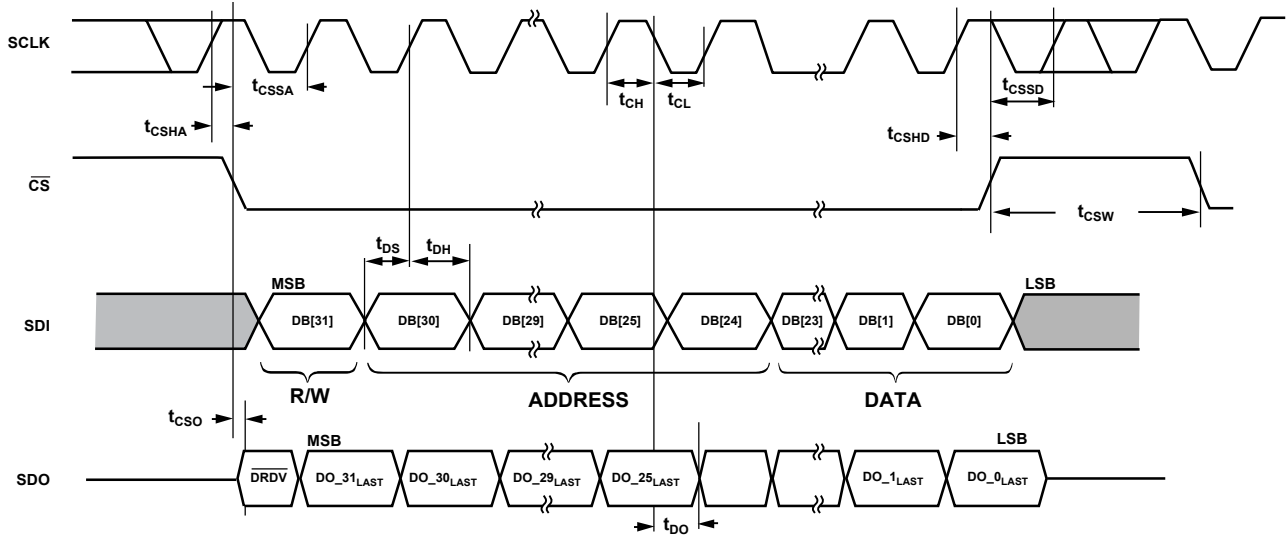 SCLK
tCSSA
tCH
tCL
tCSSD
tCSHA
tCSHD
CS
tCSW
tDS
tDH
MSB
LSB
SDI
DB[31]
DB[30]
DB[29]
DB[25]
DB[24]
DB[23]
DB[1]
DB[0]
R/W
ADDRESS
DATA
tCSO
MSB
LSB
SDO
DRDV
DO_31LAST
DO_30LAST
DO_29LAST
DO_25LAST
DO_1LAST
DO_0LAST
tDO